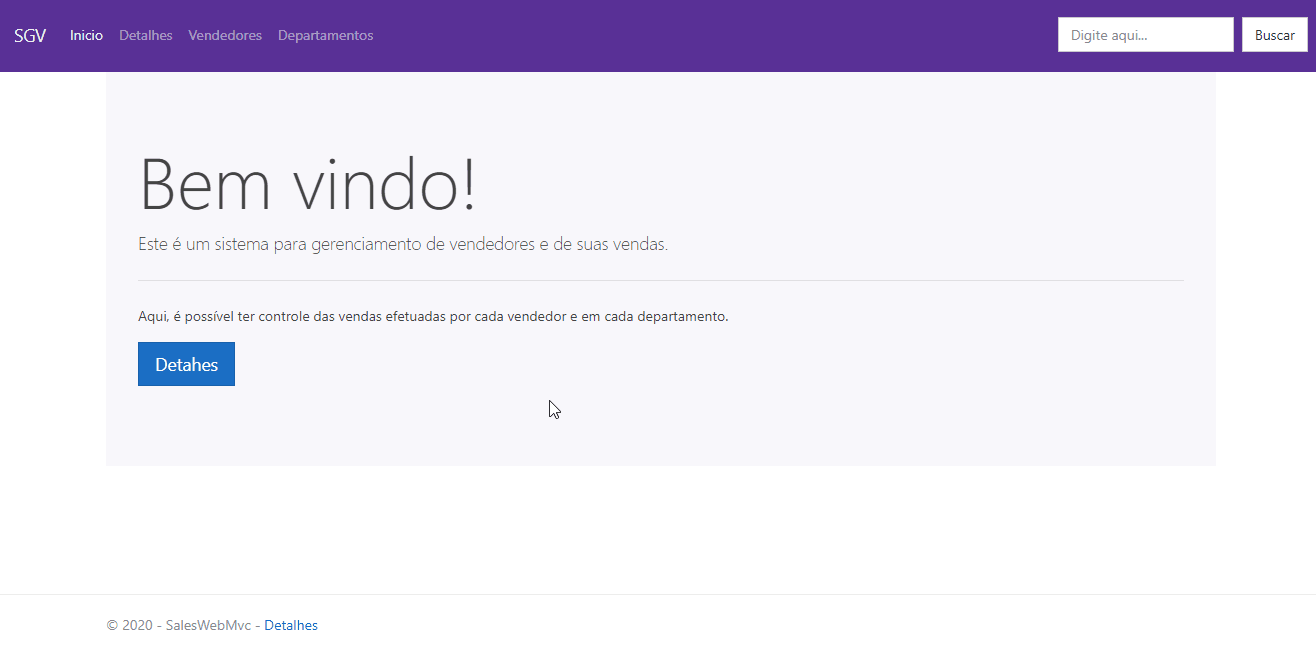 SGV Inicio Detalhes Vendedores Departamentos Digite aqui... Buscar
Bem vindo!
Este é um sistema para gerenciamento de vendedores e de suas vendas.
Aqui, é possível ter controle das vendas efetuadas por cada vendedor e em cada departamento.
Detahes
© 2020 - SalesWebMvc - Detalhes